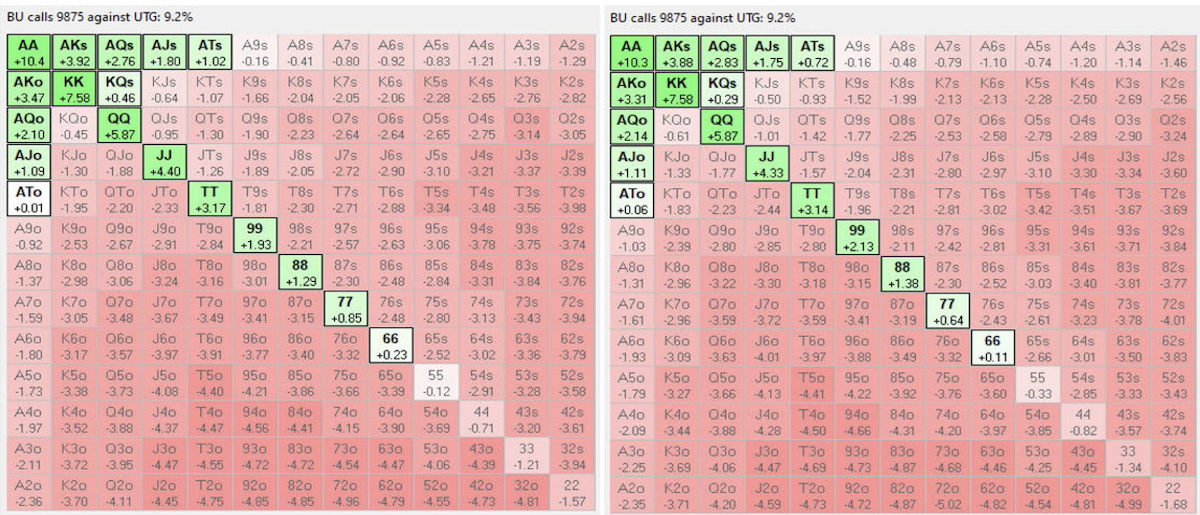 BU calls 9875 against UTG: 9.2%
AA AKs AQs AJs ATs A9s A8s A7s A6s A5s A4s A3s A2s
+10.4 +3.92 +2.76 +1.80 +1.02 -0.16 -0.41 -0.80 -0.92 -0.83 -1.21 -1.19 -1.29
AKo KK KQs KJs KTs K9s K8s K7s K6s K5s K4s K3s K2s
+3.47 +7.58 +0.46 -0.64 -1.07 -1.66 -2.04 -2.05 -2.06 -2.28 -2.65 -2.76 -2.82
AQo KQo QQ QJs QTs Q9s Q8s Q7s Q6s Q5s Q4s Q3s Q2s
+2.10 -0.45 +5.87 -0.95 -1.30 -1.90 -2.23 -2.64 -2.64 -2.65 -2.75 -3.14 -3.05
AJo KJo QJo JJ JTs J9s J8s J7s J6s J5s J4s J3s J2s
+1.09 -1.30 -1.88 +4.40 -1.26 -1.89 -2.05 -2.72 -2.90 -3.10 -3.21 -3.37 -3.39
ATo KTo QTo JTo TT T9s T8s T7s T6s T5s T4s T3s T2s
+0.01 -1.95 -2.20 -2.33 +3.17 -1.81 -2.30 -2.71 -2.88 -3.34 -3.48 -3.56 -3.98
A9o K9o Q9o J9o T9o 99 98s 97s 96s 95s 94s 93s 92s
-0.92 -2.53 -2.67 -2.91 -2.84 +1.93 -2.21 -2.57 -2.63 -3.06 -3.78 -3.75 -3.74
A8o K8o Q8o J8o T8o 98o 88 87s 86s 85s 84s 83s 82s
-1.37 -2.98 -3.06 -3.24 -3.16 -3.01 +1.29 -2.30 -2.48 -2.84 -3.31 -3.84 -3.76
A7o K7o Q7o J7o T7o 97o 87o 77 76s 75s 74s 73s 72s
-1.59 -3.05 -3.48 -3.67 -3.49 -3.41 -3.15 +0.85 -2.48 -2.80 -3.13 -3.43 -3.94
A6o K6o Q6o J6o T6o 96o 86o 76o 66 65s 64s 63s 62s
-1.80 -3.17 -3.57 -3.97 -3.91 -3.77 -3.40 -3.32 +0.23 -2.52 -3.02 -3.36 -3.79
A5o K5o Q5o J5o T5o 95o 85o 75o 65o 55 54s 53s 52s
-1.73 -3.38 -3.73 -4.08 -4.40 -4.21 -3.86 -3.66 -3.39 -0.12 -2.91 -3.28 -3.58
A4o K4o Q4o J4o T4o 94o 84o 74o 64o 54o 44 43s 42s
-1.97 -3.52 -3.88 -4.37 -4.47 -4.56 -4.41 -4.15 -3.90 -3.69 -0.71 -3.20 -3.61
A3o K3o Q3o J3o T3o 93o 83o 73o 63o 53o 43o 33 32s
-2.11 -3.72 -3.95 -4.47 -4.55 -4.72 -4.72 -4.54 -4.47 -4.06 -4.39 -1.21 -3.94
A2o K2o Q2o J2o T2o 92o 82o 72o 62o 52o 42o 32o 22
-2.36 -3.70 -4.11 -4.45 -4.75 -4.85 -4.85 -4.96 -4.79 -4.55 -4.73 -4.81 -1.57
BU calls 9875 against UTG: 9.2%
AA AKs AQs AJs ATs A9s A8s A7s A6s A5s A4s A3s A2s
+10.3 +3.88 +2.83 +1.75 +0.72 -0.16 -0.48 -0.79 -1.10 -0.74 -1.20 -1.14 -1.46
AKo KK KQs KJs KTs K9s K8s K7s K6s K5s K4s K3s K2s
+3.31 +7.58 +0.29 -0.50 -0.93 -1.52 -1.99 -2.13 -2.13 -2.28 -2.50 -2.69 -2.56
AQo KQo QQ QJs QTs Q9s Q8s Q7s Q6s Q5s Q4s Q3s Q2s
+2.14 -0.61 +5.87 -1.01 -1.42 -1.77 -2.25 -2.53 -2.58 -2.79 -2.89 -2.90 -3.24
AJo KJo QJo JJ JTs J9s J8s J7s J6s J5s J4s J3s J2s
+1.11 -1.33 -1.77 +4.33 -1.57 -2.04 -2.31 -2.80 -2.97 -3.10 -3.30 -3.34 -3.60
ATo KTo QTo JTo TT T9s T8s T7s T6s T5s T4s T3s T2s
+0.06 -1.83 -2.23 -2.44 +3.14 -1.96 -2.21 -2.81 -3.02 -3.42 -3.51 -3.67 -3.69
A9o K9o Q9o J9o T9o 99 98s 97s 96s 95s 94s 93s 92s
-1.03 -2.39 -2.80 -2.85 -2.80 +2.13 -2.11 -2.42 -2.81 -3.31 -3.61 -3.71 -3.84
A8o K8o Q8o J8o T8o 98o 88 87s 86s 85s 84s 83s 82s
-1.31 -2.96 -3.22 -3.30 -3.18 -3.15 +1.38 -2.30 -2.52 -3.03 -3.40 -3.81 -3.77
A7o K7o Q7o J7o T7o 97o 87o 77 76s 75s 74s 73s 72s
-1.61 -2.96 -3.59 -3.72 -3.59 -3.41 -3.19 +0.64 -2.43 -2.61 -3.23 -3.78 -4.01
A6o K6o Q6o J6o T6o 96o 86o 76o 66 65s 64s 63s 62s
-1.93 -3.09 -3.63 -4.01 -3.97 -3.88 -3.49 -3.32 +0.11 -2.66 -3.01 -3.50 -3.83
A5o K5o Q5o J5o T5o 95o 85o 75o 65o 55 54s 53s 52s
-1.79 -3.27 -3.66 -4.13 -4.41 -4.22 -3.92 -3.76 -3.60 -0.33 -2.85 -3.33 -3.43
A4o K4o Q4o J4o T4o 94o 84o 74o 64o 54o 44 43s 42s
-2.09 -3.44 -3.88 -4.28 -4.50 -4.66 -4.31 -4.20 -3.97 -3.85 -0.82 -3.57 -3.74
A3o K3o Q3o J3o T3o 93o 83o 73o 63o 53o 43o 33 32s
-2.25 -3.69 -4.06 -4.47 -4.69 -4.73 -4.87 -4.68 -4.46 -4.25 -4.45 -1.34 -4.10
A2o K2o Q2o J2o T2o 92o 82o 72o 62o 52o 42o 32o 22
-2.35 -3.71 -4.20 -4.59 -4.73 -4.72 -4.87 -5.02 -4.82 -4.54 -4.81 -4.99 -1.68